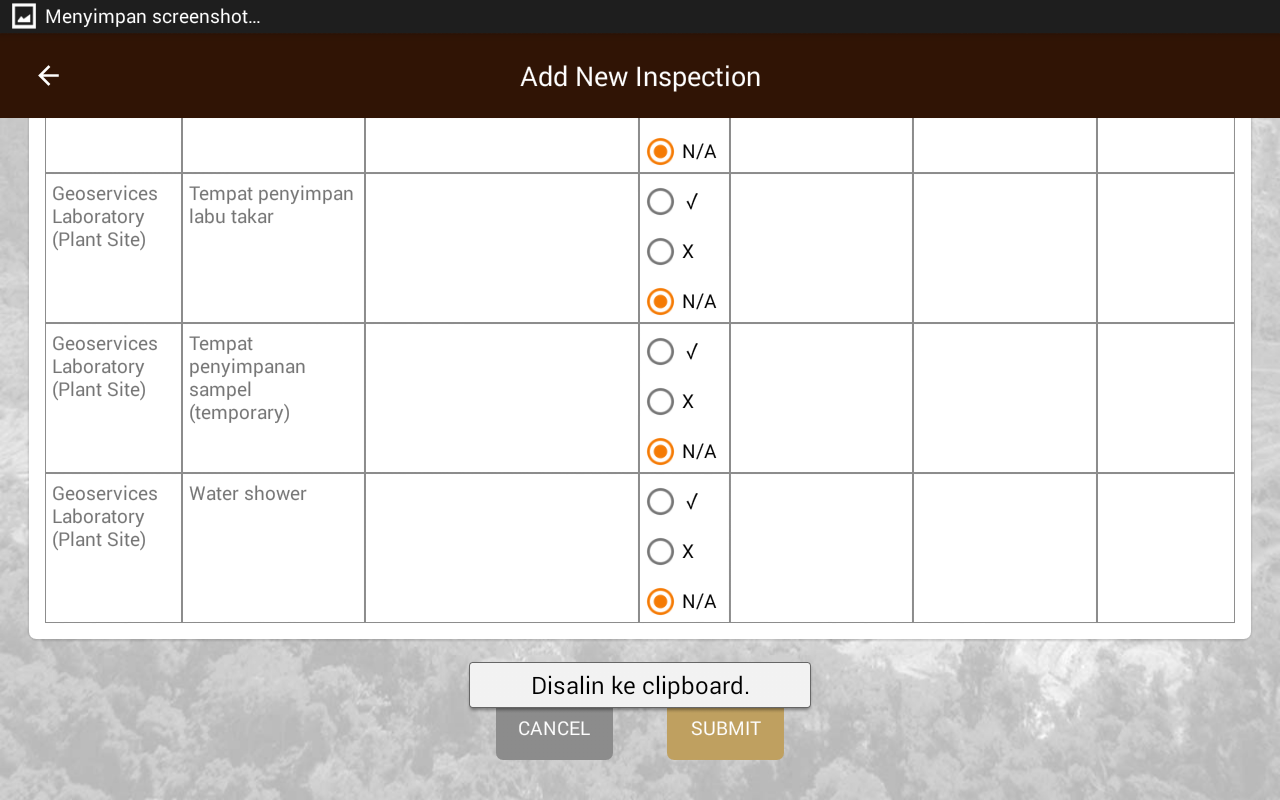 Menyimpan screenshot...
Add New Inspection
N/A
Geoservices
Laboratory
(Plant Site)
Tempat penyimpan
labu takar
√
X
N/A
Geoservices
Laboratory
(Plant Site)
Tempat
penyimpanan
sampel
(temporary)
√
X
N/A
Geoservices
Laboratory
(Plant Site)
Water shower
√
X
N/A
Disalin ke clipboard.
CANCEL
SUBMIT